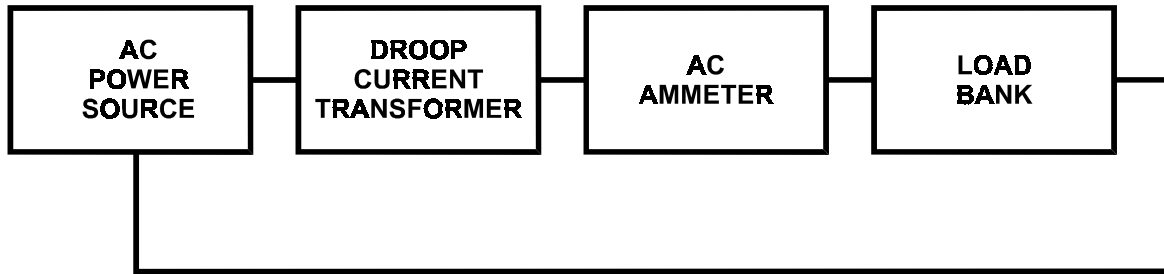 AC
POWER
SOURCE
DROOP
CURRENT
TRANSFORMER
AC
AMMETER
LOAD
BANK